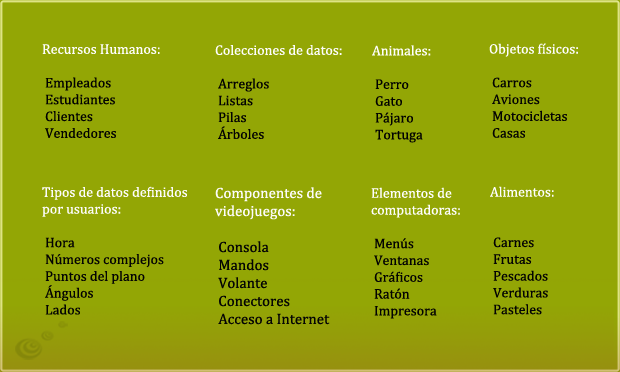 Recursos Humanos:
Empleados
Estudiantes
Clientes
Vendedores
Colecciones de datos:
Arreglos
Listas
Pilas
Árboles
Animales:
Perro
Gato
Pájaro
Tortuga
Objetos físicos:
Carros
Aviones
Motocicletas
Casas
Tipos de datos definidos
por usuarios:
Hora
Números complejos
Puntos del plano
Ángulos
Lados
Componentes de
videojuegos:
Consola
Mandos
Volante
Conectores
Acceso a Internet
Elementos de
computadoras:
Menús
Ventanas
Gráficos
Ratón
Impresora
Alimentos:
Carnes
Frutas
Pescados
Verduras
Pasteles